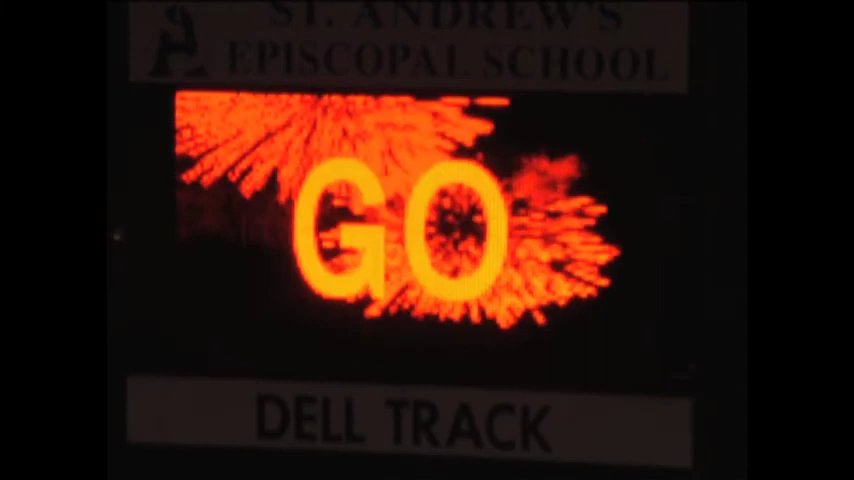 ST. ANDREW'S
EPISCOPAL SCHOOL
GO
DELL TRACK